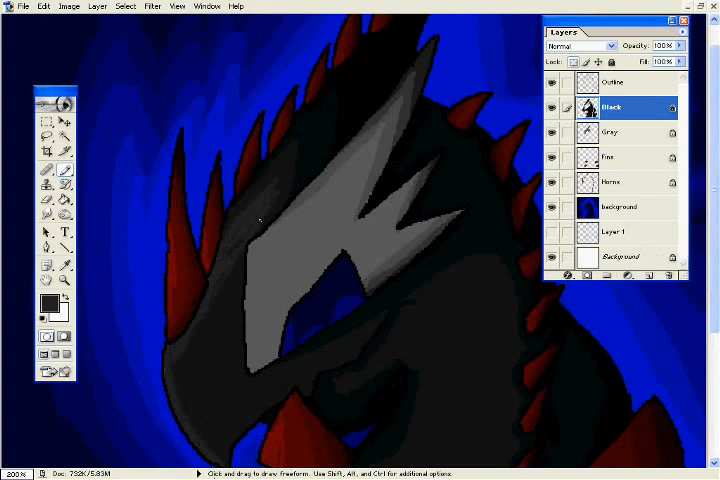 File Edit Image Layer Select Filter View Window Help
Layers
Normal Opacity: 100%
Lock: Fill: 100%
Outline
Black
Gray
Fins
Horns
background
Layer 1
Background
200% Doc: 732K/5.83M Click and drag to draw freeform. Use Shift, Alt, and Ctrl for additional options.